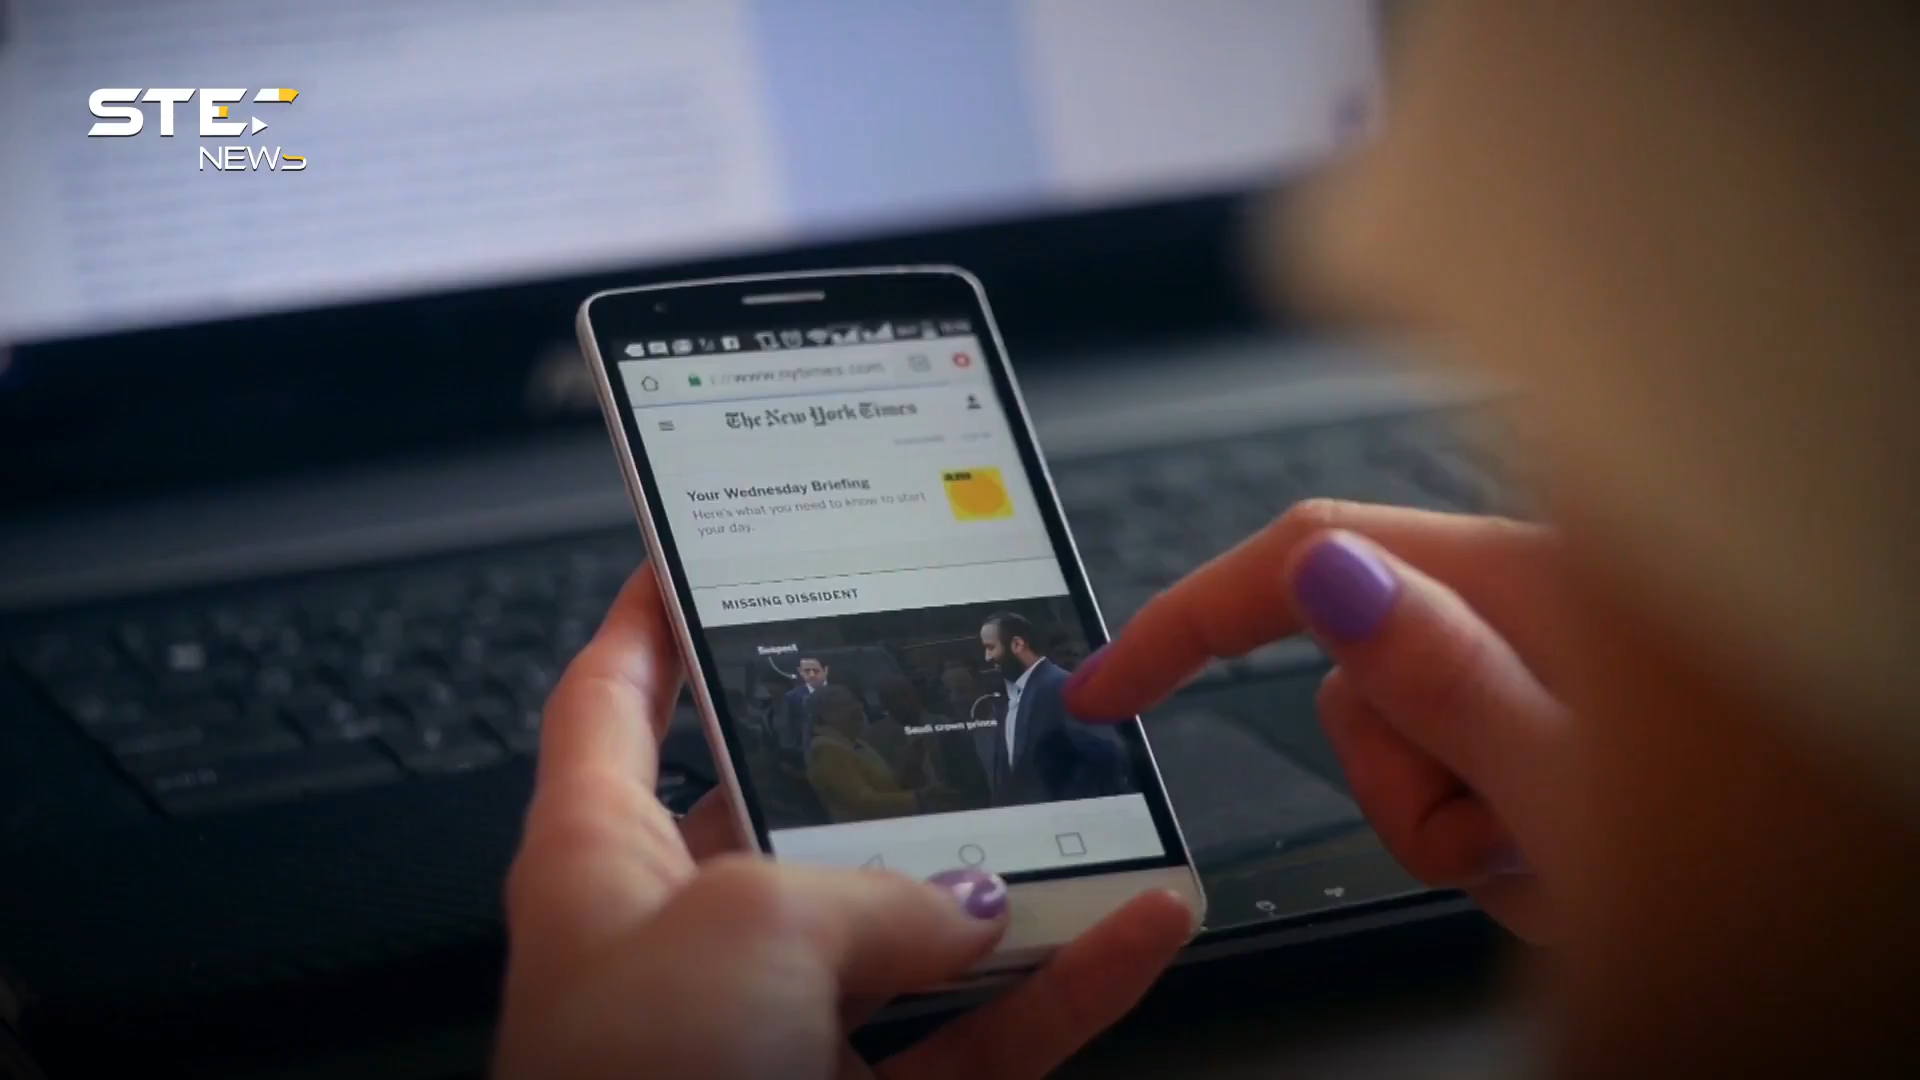 STEP
NEWS
www.nytimes.com
The New York Times
Your Wednesday Briefing
Here's what you need to know to start
your day.
MISSING DISSIDENT
Suspect
Saudi crown prince